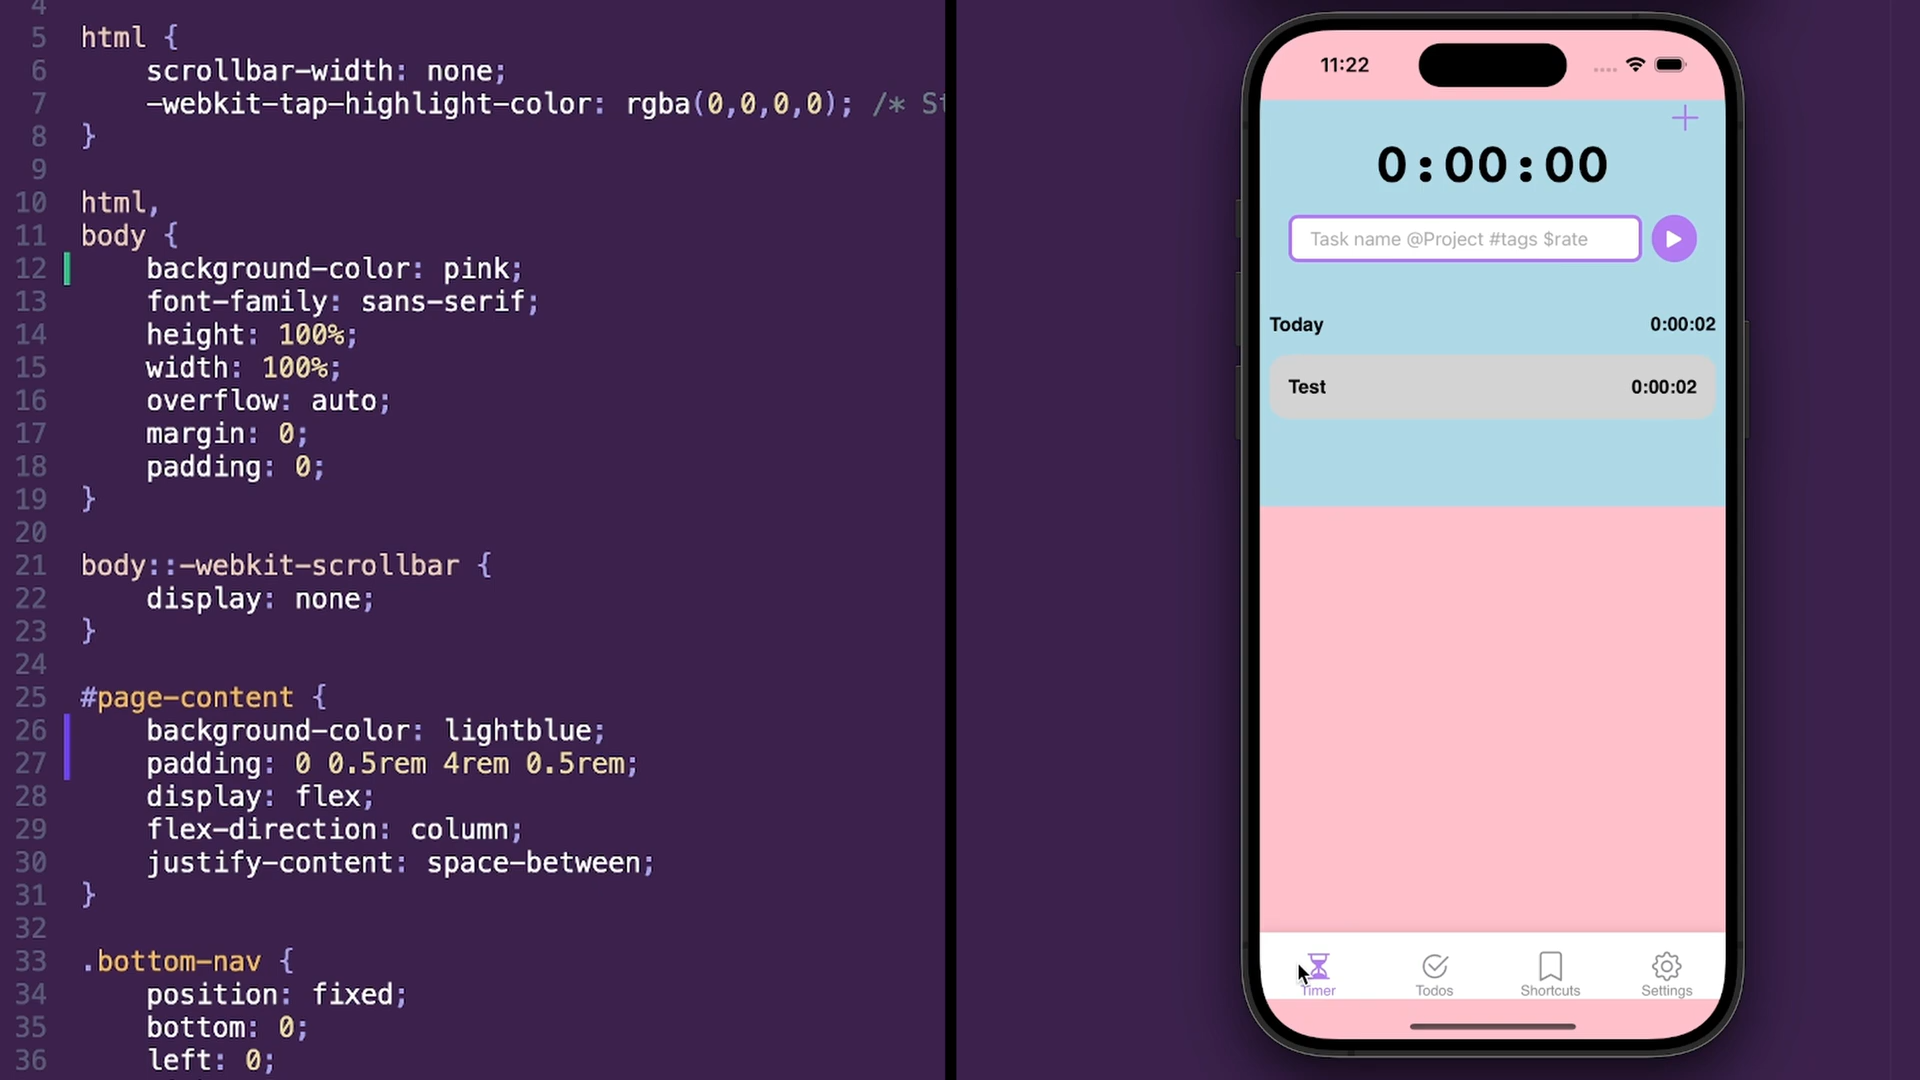 4
5 html {
6 scrollbar-width: none;
7 -webkit-tap-highlight-color: rgba(0,0,0,0); /* St
8 }
9
10 html,
11 body {
12 background-color: pink;
13 font-family: sans-serif;
14 height: 100%;
15 width: 100%;
16 overflow: auto;
17 margin: 0;
18 padding: 0;
19 }
20
21 body::-webkit-scrollbar {
22 display: none;
23 }
24
25 #page-content {
26 background-color: lightblue;
27 padding: 0 0.5rem 4rem 0.5rem;
28 display: flex;
29 flex-direction: column;
30 justify-content: space-between;
31 }
32
33 .bottom-nav {
34 position: fixed;
35 bottom: 0;
36 left: 0;
11:22
0:00:00
Task name @Project #tags $rate
Today 0:00:02
Test 0:00:02
Timer Todos Shortcuts Settings